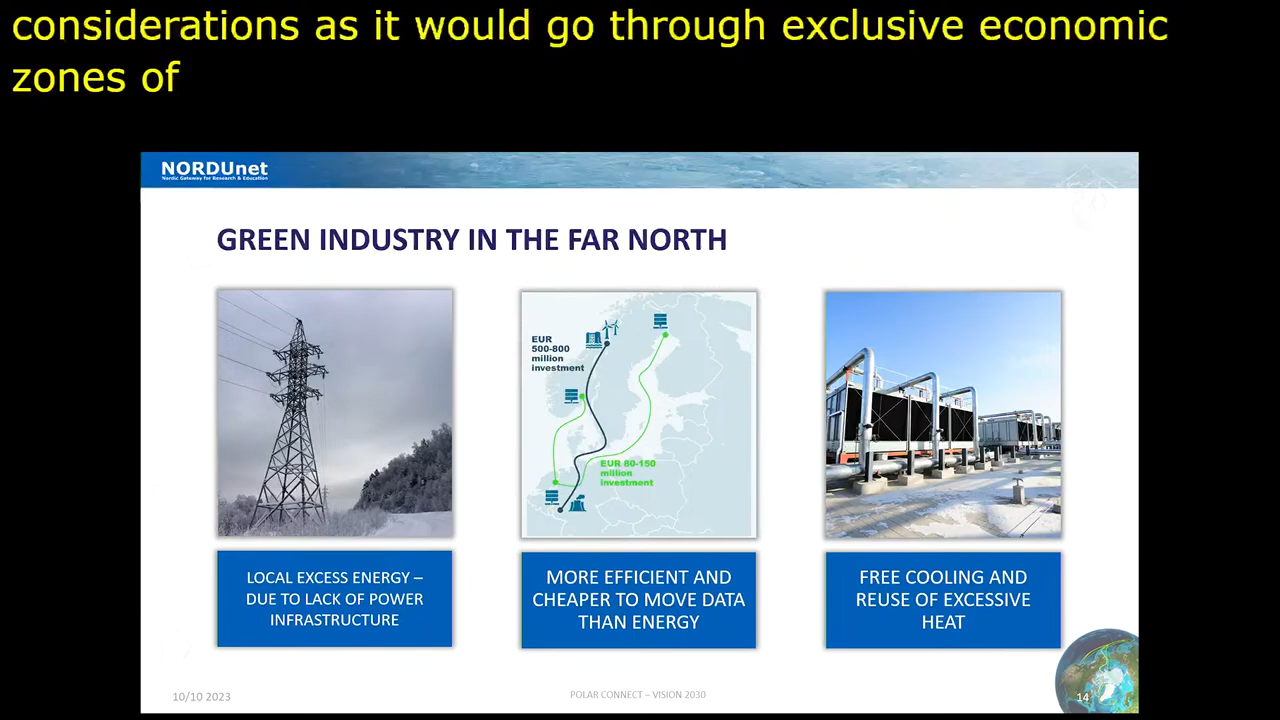 considerations as it would go through exclusive economic
zones of
NORDUnet
Nordic Gateway for Research & Education
GREEN INDUSTRY IN THE FAR NORTH
EUR
500-800
million
investment
EUR 80-150
million
investment
LOCAL EXCESS ENERGY –
DUE TO LACK OF POWER
INFRASTRUCTURE
MORE EFFICIENT AND
CHEAPER TO MOVE DATA
THAN ENERGY
FREE COOLING AND
REUSE OF EXCESSIVE
HEAT
10/10 2023
POLAR CONNECT – VISION 2030
14